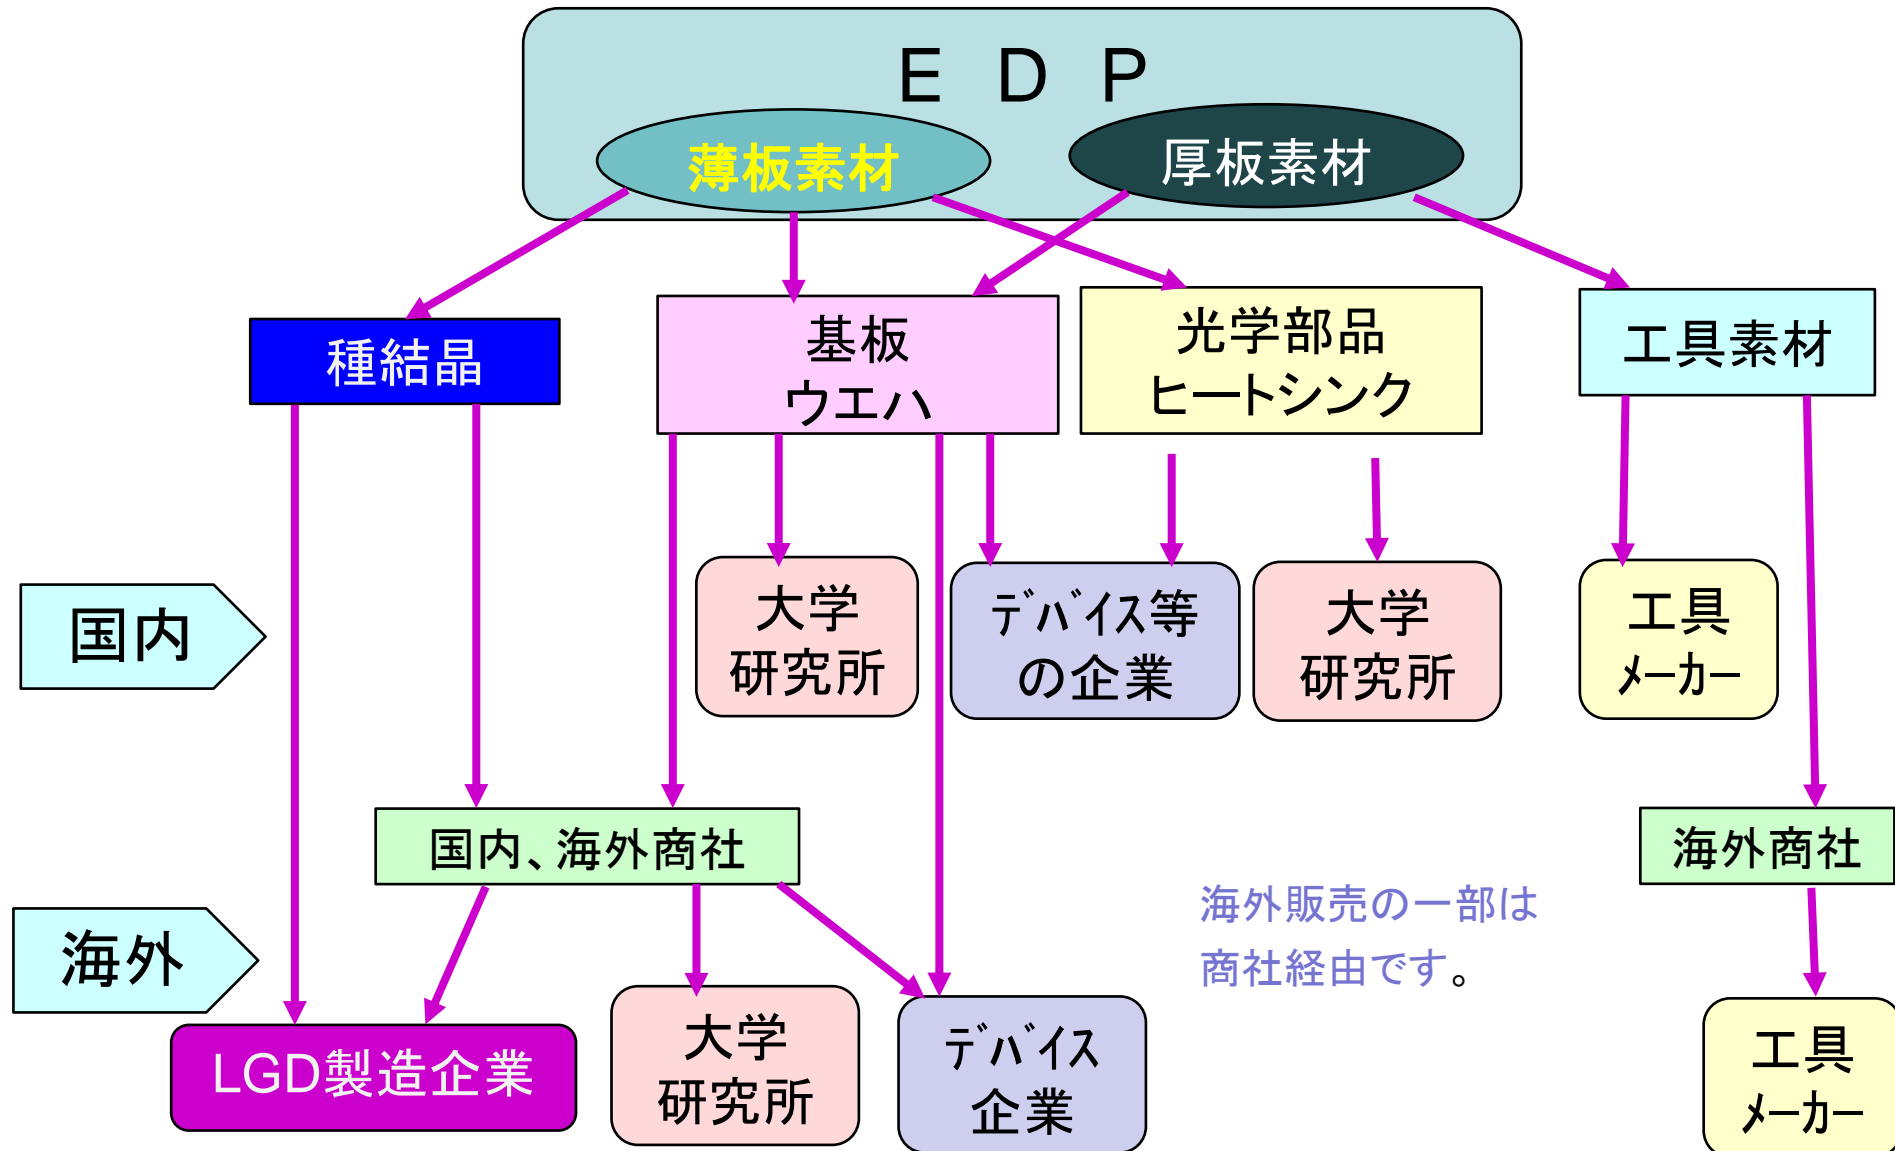 ＥＤＰ
薄板素材
厚板素材
種結晶
基板
ウエハ
光学部品
ヒートシンク
工具素材
国内
大学
研究所
ﾃﾞﾊﾞｲｽ等
の企業
大学
研究所
工具
ﾒｰｶｰ
国内、海外商社
海外商社
海外販売の一部は
商社経由です。
海外
LGD製造企業
大学
研究所
ﾃﾞﾊﾞｲｽ
企業
工具
ﾒｰｶｰ